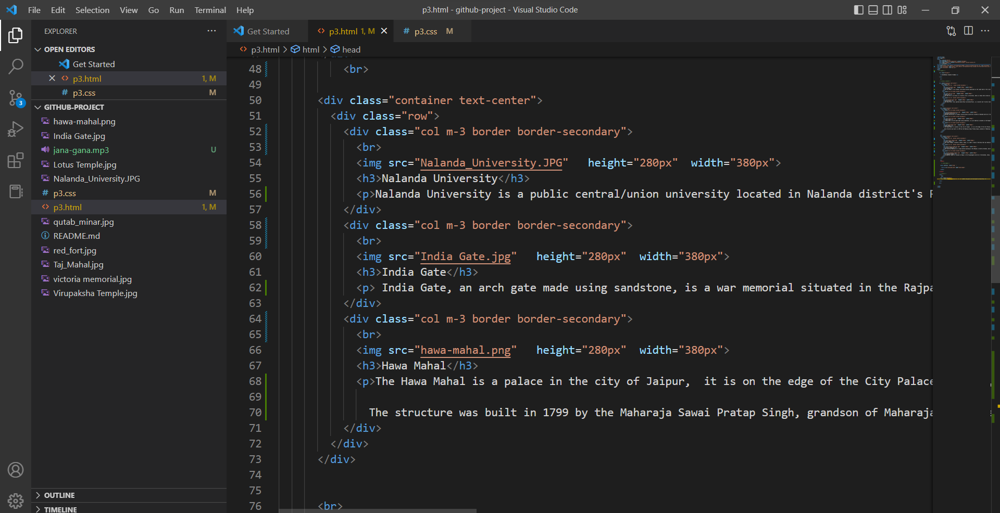 File Edit Selection View Go Run Terminal Help
p3.html - github-project - Visual Studio Code
EXPLORER
OPEN EDITORS
Get Started
p3.html 1, M
p3.css M
GITHUB-PROJECT
hawa-mahal.png
India Gate.jpg
jana-gana.mp3 U
Lotus Temple.jpg
Nalanda_University.JPG
p3.css M
p3.html 1, M
qutab_minar.jpg
README.md
red_fort.jpg
Taj_Mahal.jpg
victoria memorial.jpg
Virupaksha Temple.jpg
OUTLINE
TIMELINE
3
Get Started
p3.html 1, M
p3.css M
p3.html > html > head
48 <br>
49
50 <div class="container text-center">
51 <div class="row">
52 <div class="col m-3 border border-secondary">
53 <br>
54 <img src="Nalanda_University.JPG" height="280px" width="380px">
55 <h3>Nalanda University</h3>
56 <p>Nalanda University is a public central/union university located in Nalanda district's
57 </div>
58 <div class="col m-3 border border-secondary">
59 <br>
60 <img src="India Gate.jpg" height="280px" width="380px">
61 <h3>India Gate</h3>
62 <p> India Gate, an arch gate made using sandstone, is a war memorial situated in the Rajpa
63 </div>
64 <div class="col m-3 border border-secondary">
65 <br>
66 <img src="hawa-mahal.png" height="280px" width="380px">
67 <h3>Hawa Mahal</h3>
68 <p>The Hawa Mahal is a palace in the city of Jaipur, it is on the edge of the City Palace
69
70 The structure was built in 1799 by the Maharaja Sawai Pratap Singh, grandson of Maharaja
71 </div>
72 </div>
73 </div>
74
75
76 <br>